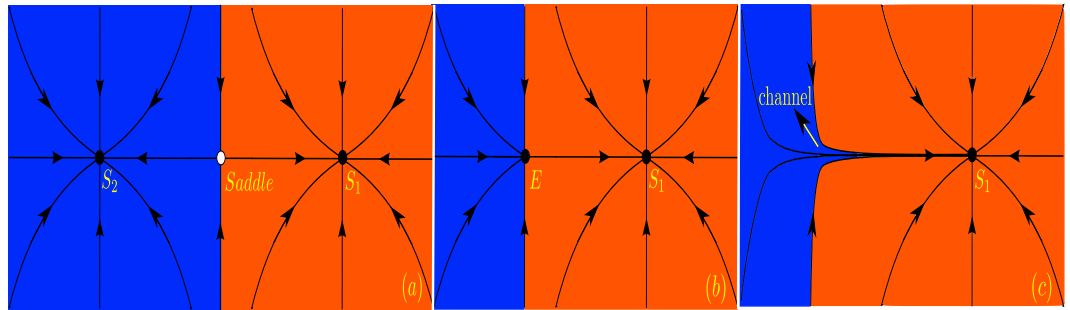 S₂
Saddle
S₁
(a)
E
S₁
(b)
channel
S₁
(c)